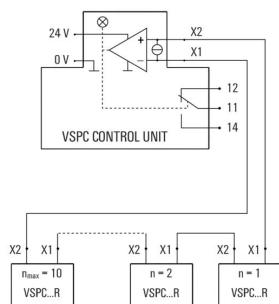 X2
24 V
+
X1
0 V
–
12
11
14
VSPC CONTROL UNIT
X2 X1 X2 X1 X2 X1
nmax = 10 n = 2 n = 1
VSPC...R VSPC...R VSPC...R